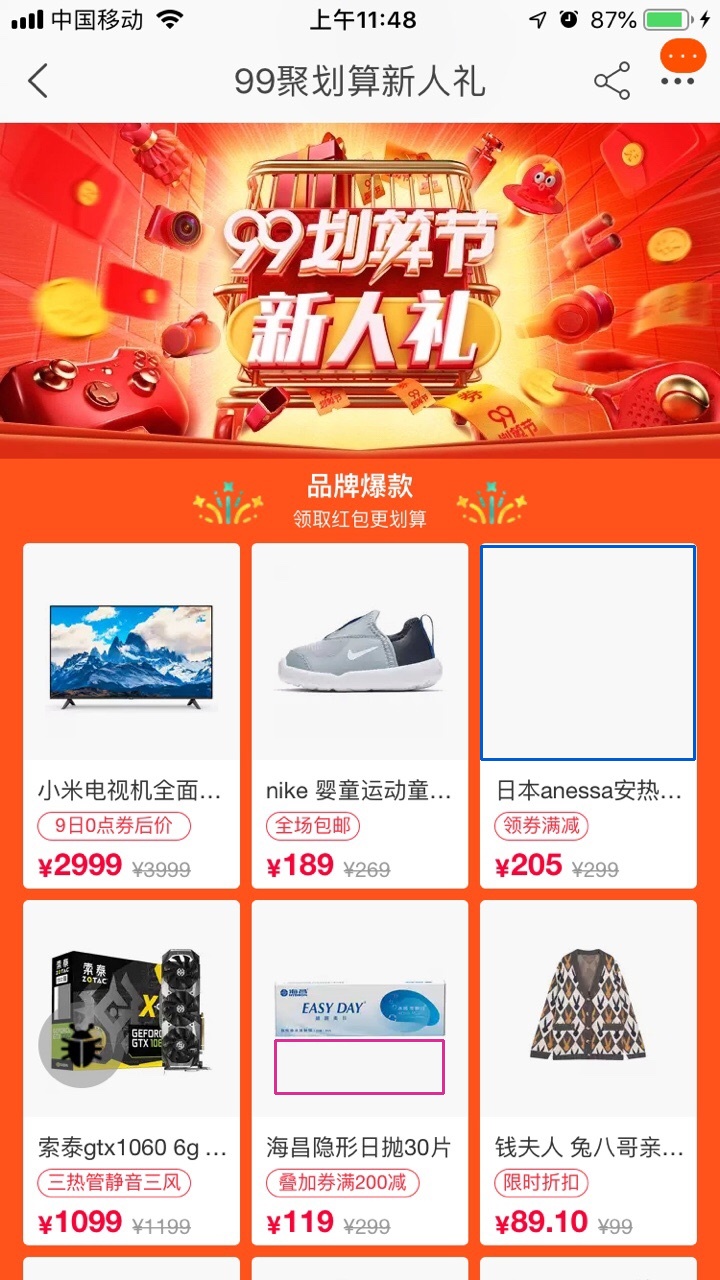 中国移动
上午11:48
87%
99聚划算新人礼
99划算节
新人礼
品牌爆款
领取红包更划算
小米电视机全面…
9日0点券后价
¥2999 ¥3999
nike 婴童运动童…
全场包邮
¥189 ¥269
日本anessa安热…
领券满减
¥205 ¥299
索泰
ZOTAC
GEFORC
GTX 106
海昌
EASY DAY
索泰gtx1060 6g …
三热管静音三风
¥1099 ¥1199
海昌隐形日抛30片
叠加券满200减
¥119 ¥299
钱夫人 兔八哥亲…
限时折扣
¥89.10 ¥99